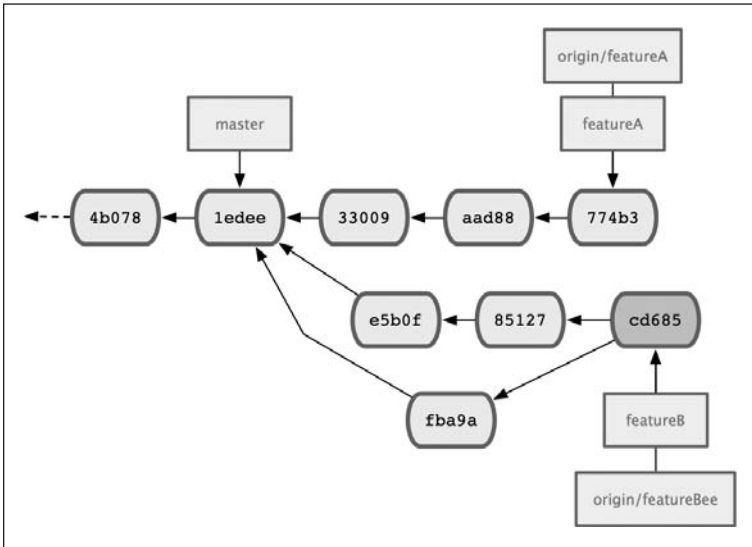 origin/featureA
master
featureA
4b078
1edee
33009
aad88
774b3
e5b0f
85127
cd685
fba9a
featureB
origin/featureBee